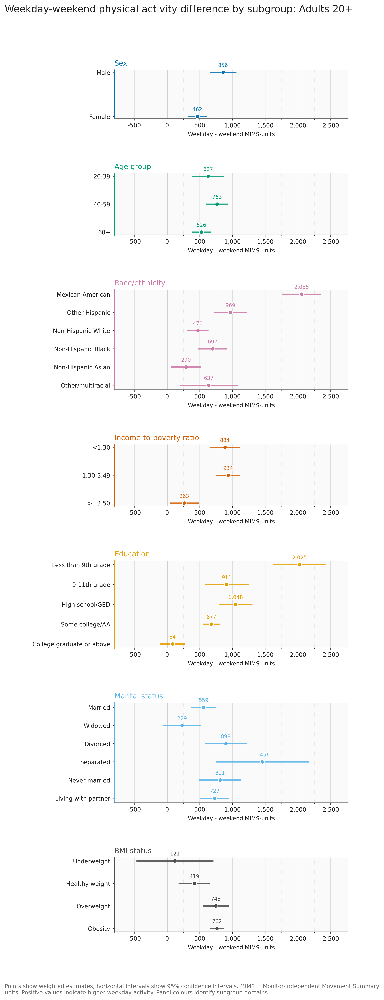 Weekday-weekend physical activity difference by subgroup: Adults 20+
Sex
856
Male
462
Female
-500 0 500 1,000 1,500 2,000 2,500
Weekday - weekend MIMS-units
Age group
627
20-39
763
40-59
526
60+
-500 0 500 1,000 1,500 2,000 2,500
Weekday - weekend MIMS-units
Race/ethnicity
2,055
Mexican American
969
Other Hispanic
470
Non-Hispanic White
697
Non-Hispanic Black
290
Non-Hispanic Asian
637
Other/multiracial
-500 0 500 1,000 1,500 2,000 2,500
Weekday - weekend MIMS-units
Income-to-poverty ratio
884
<1.30
934
1.30-3.49
263
>=3.50
-500 0 500 1,000 1,500 2,000 2,500
Weekday - weekend MIMS-units
Education
2,025
Less than 9th grade
911
9-11th grade
1,048
High school/GED
677
Some college/AA
84
College graduate or above
-500 0 500 1,000 1,500 2,000 2,500
Weekday - weekend MIMS-units
Marital status
559
Married
229
Widowed
898
Divorced
1,456
Separated
811
Never married
727
Living with partner
-500 0 500 1,000 1,500 2,000 2,500
Weekday - weekend MIMS-units
BMI status
121
Underweight
419
Healthy weight
745
Overweight
762
Obesity
-500 0 500 1,000 1,500 2,000 2,500
Weekday - weekend MIMS-units
Points show weighted estimates; horizontal intervals show 95% confidence intervals. MIMS = Monitor-Independent Movement Summary
units. Positive values indicate higher weekday activity. Panel colours identify subgroup domains.